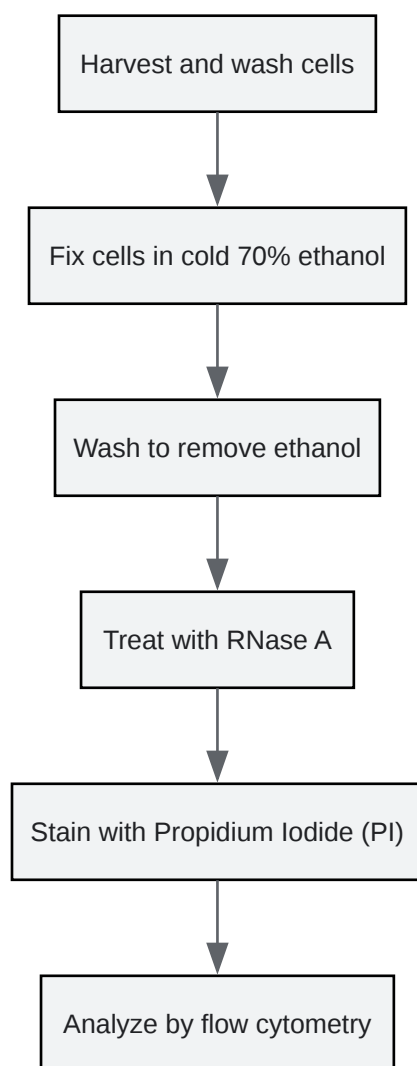 Harvest and wash cells
Fix cells in cold 70% ethanol
Wash to remove ethanol
Treat with RNase A
Stain with Propidium Iodide (PI)
Analyze by flow cytometry